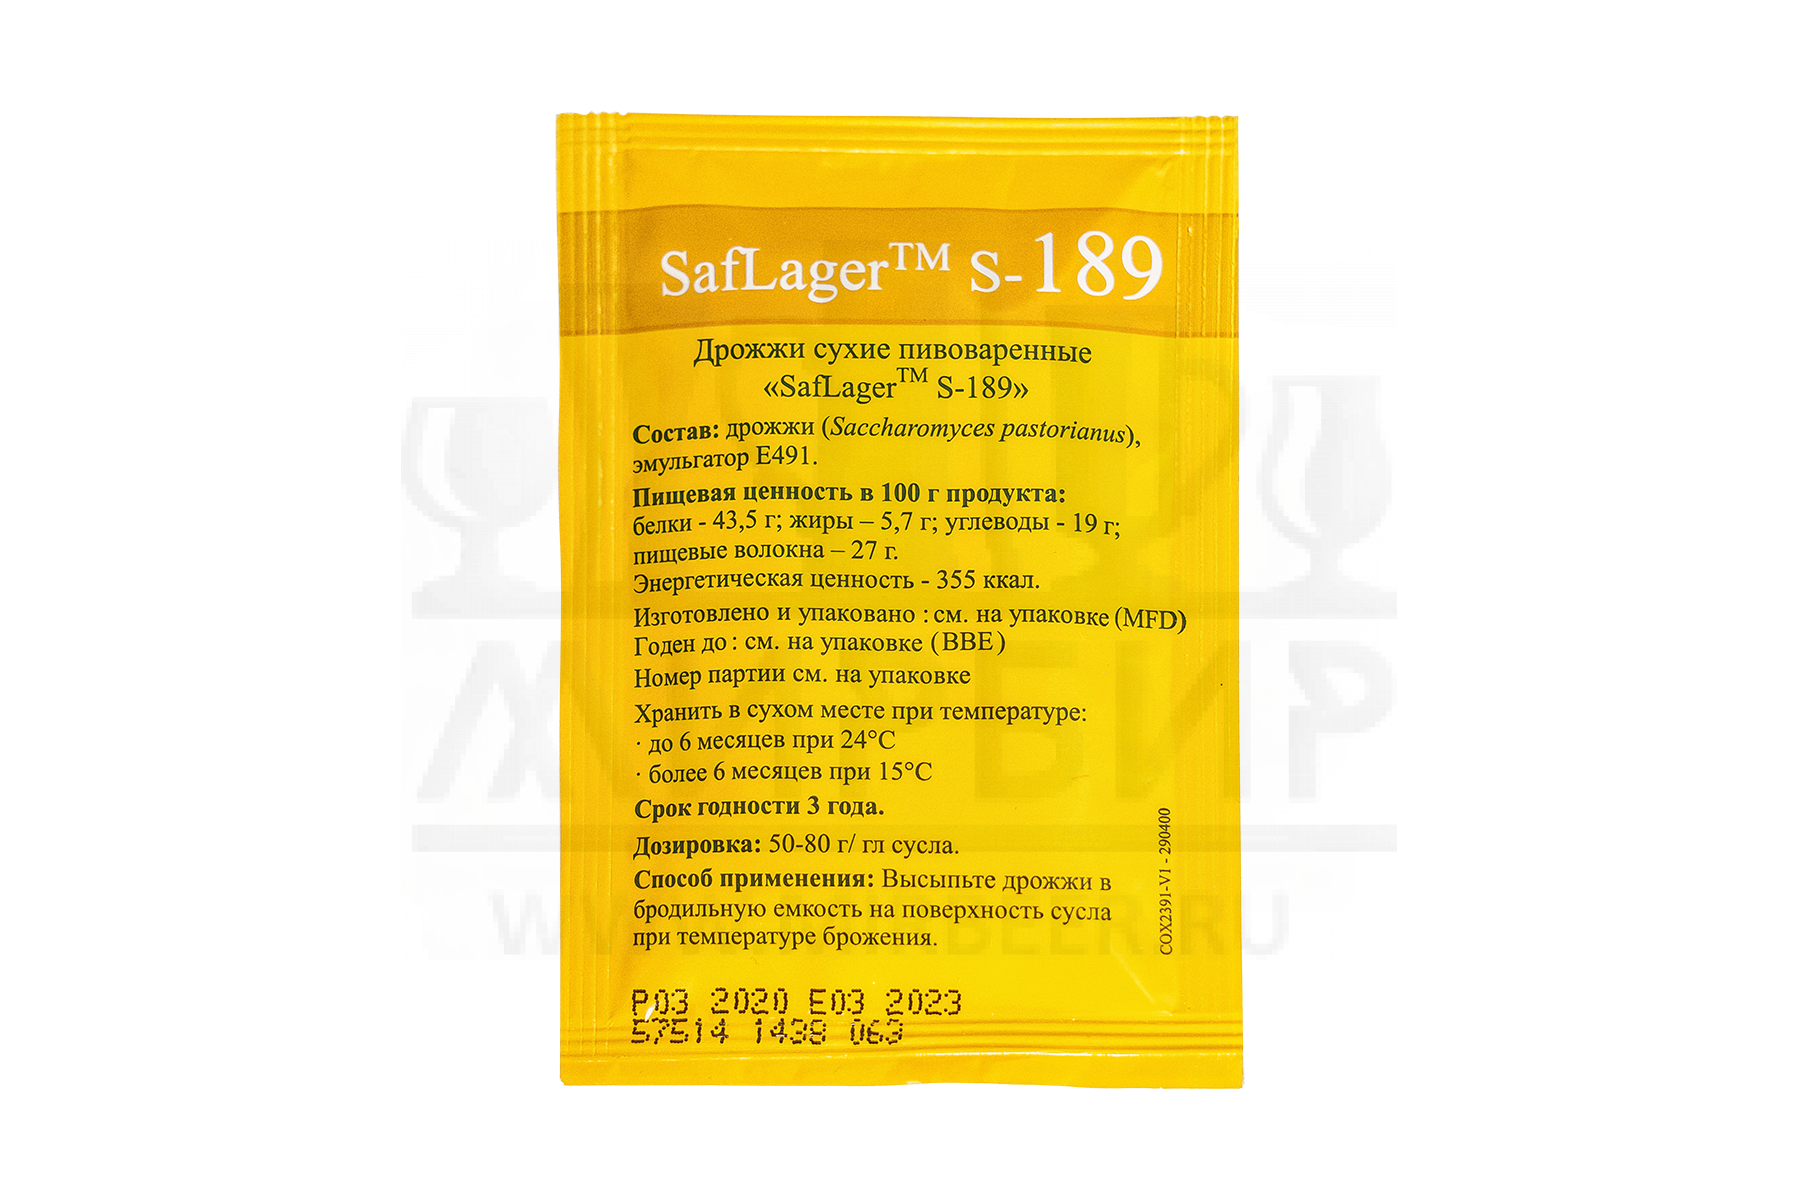 SafLager™ S-189
Дрожжи сухие пивоваренные
«SafLager™ S-189»
Состав: дрожжи (Saccharomyces pastorianus),
эмульгатор Е491.
Пищевая ценность в 100 г продукта:
белки - 43,5 г; жиры – 5,7 г; углеводы - 19 г;
пищевые волокна – 27 г.
Энергетическая ценность - 355 ккал.
Изготовлено и упаковано : см. на упаковке (MFD)
Годен до : см. на упаковке (BBE)
Номер партии см. на упаковке
Хранить в сухом месте при температуре:
· до 6 месяцев при 24°C
· более 6 месяцев при 15°C
Срок годности 3 года.
Дозировка: 50-80 г/ гл сусла.
Способ применения: Высыпьте дрожжи в
бродильную емкость на поверхность сусла
при температуре брожения.
COX2391-V1 - 290400
P03 2020 E03 2023
57514 1438 063